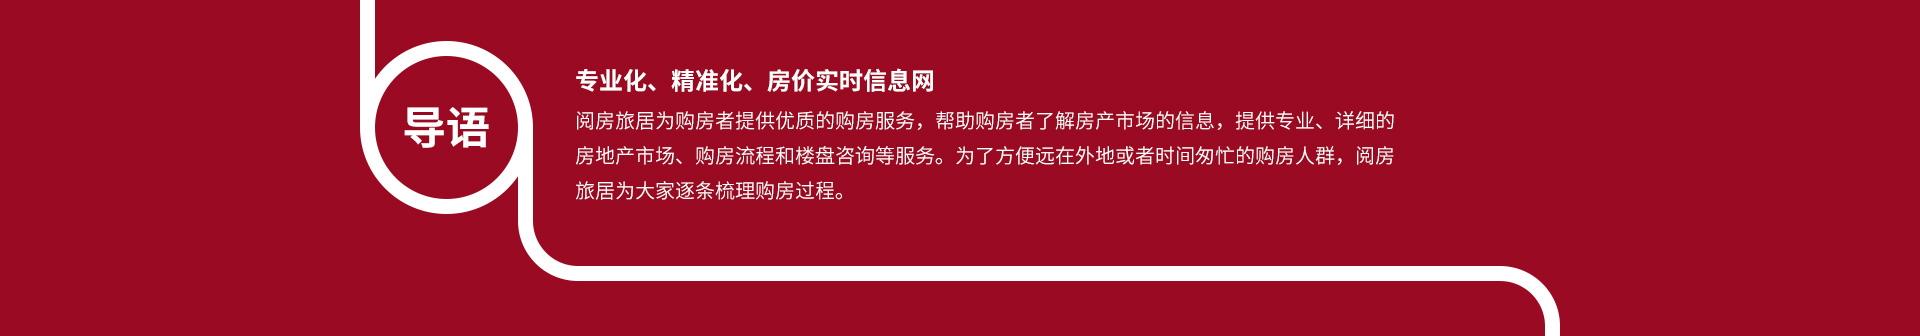 导语
专业化、精准化、房价实时信息网
阅房旅居为购房者提供优质的购房服务，帮助购房者了解房产市场的信息，提供专业、详细的
房地产市场、购房流程和楼盘咨询等服务。为了方便远在外地或者时间匆忙的购房人群，阅房
旅居为大家逐条梳理购房过程。